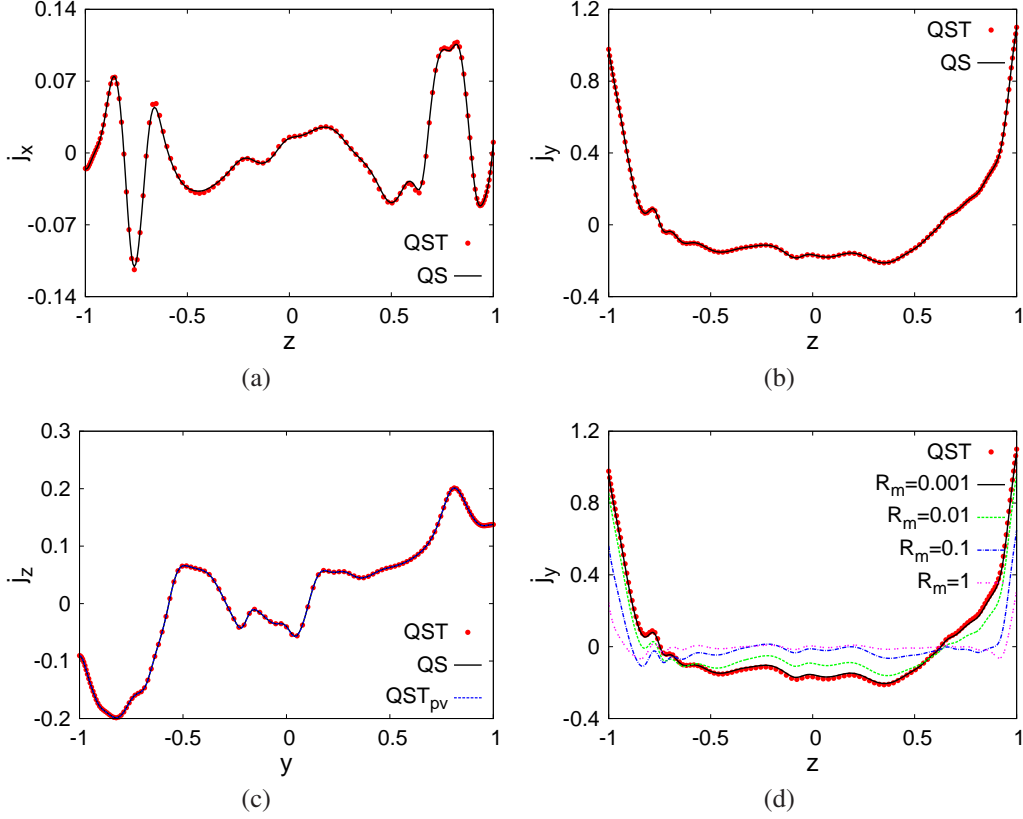 0.14
0.07
0
-0.07
-0.14
j_x
QST
QS
-1
-0.5
0
0.5
1
z
(a)
1.2
0.8
0.4
0
-0.4
j_y
QST
QS
-1
-0.5
0
0.5
1
z
(b)
0.3
0.2
0.1
0
-0.1
-0.2
j_z
QST
QS
QST_pv
-1
-0.5
0
0.5
1
y
(c)
1.2
0.8
0.4
0
-0.4
j_y
QST
R_m=0.001
R_m=0.01
R_m=0.1
R_m=1
-1
-0.5
0
0.5
1
z
(d)